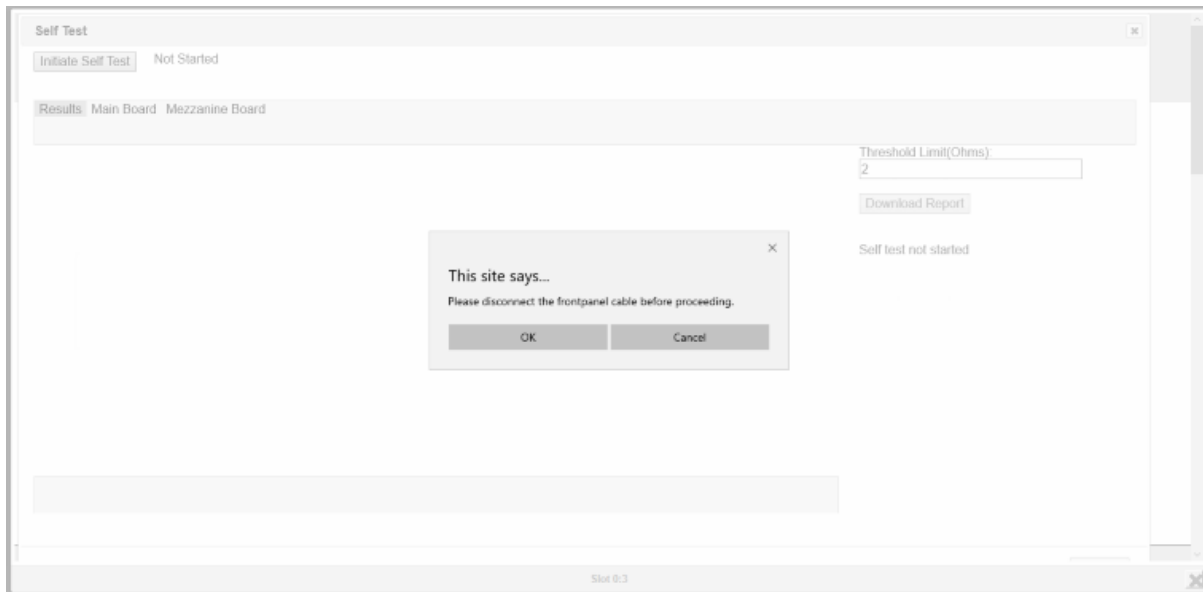 Self Test
Initiate Self Test Not Started
Results Main Board Mezzanine Board
Threshold Limit(Ohms)
2
Download Report
Self test not started
This site says...
Please disconnect the frontpanel cable before proceeding.
OK Cancel
Slot 0:3